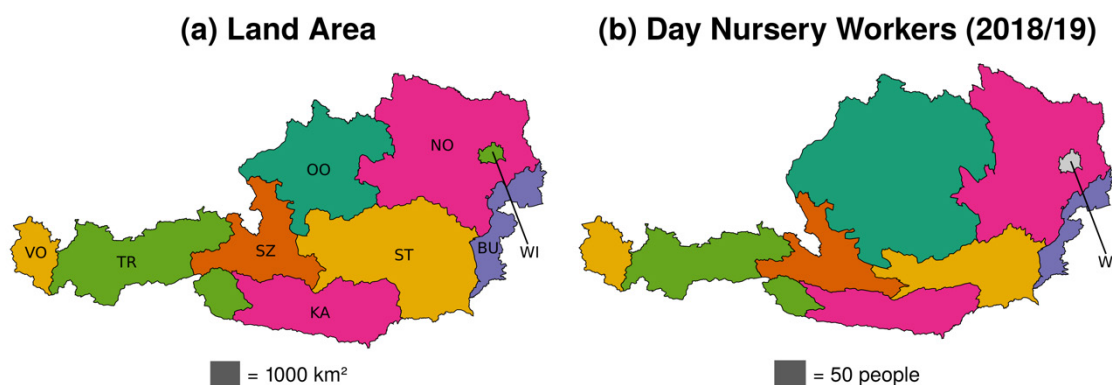 (a) Land Area
(b) Day Nursery Workers (2018/19)
NO
OO
VO
TR
SZ
ST
BU
WI
KA
W
= 1000 km²
= 50 people